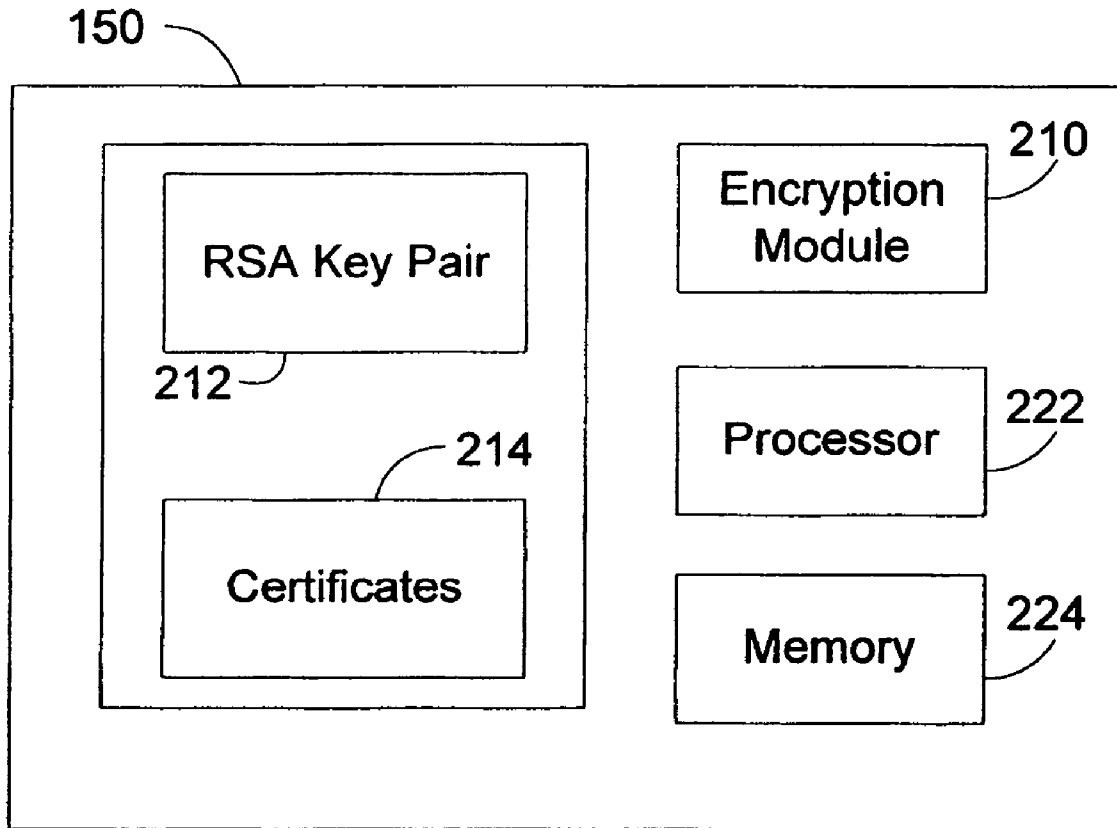 150
210
Encryption
Module
RSA Key Pair
212
222
Processor
214
Certificates
224
Memory